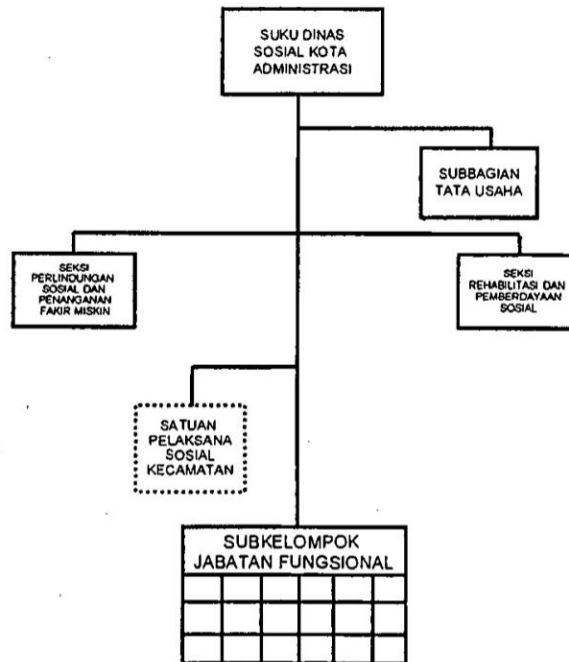 SUKU DINAS
SOSIAL KOTA
ADMINISTRASI
SUBBAGIAN
TATA USAHA
SEKSI
PERLINDUNGAN
SOSIAL DAN
PENANGANAN
FAKIR MISKIN
SEKSI
REHABILITASI DAN
PEMBERDAYAAN
SOSIAL
SATUAN
PELAKSANA
SOSIAL
KECAMATAN
SUBKELOMPOK
JABATAN FUNGSIONAL